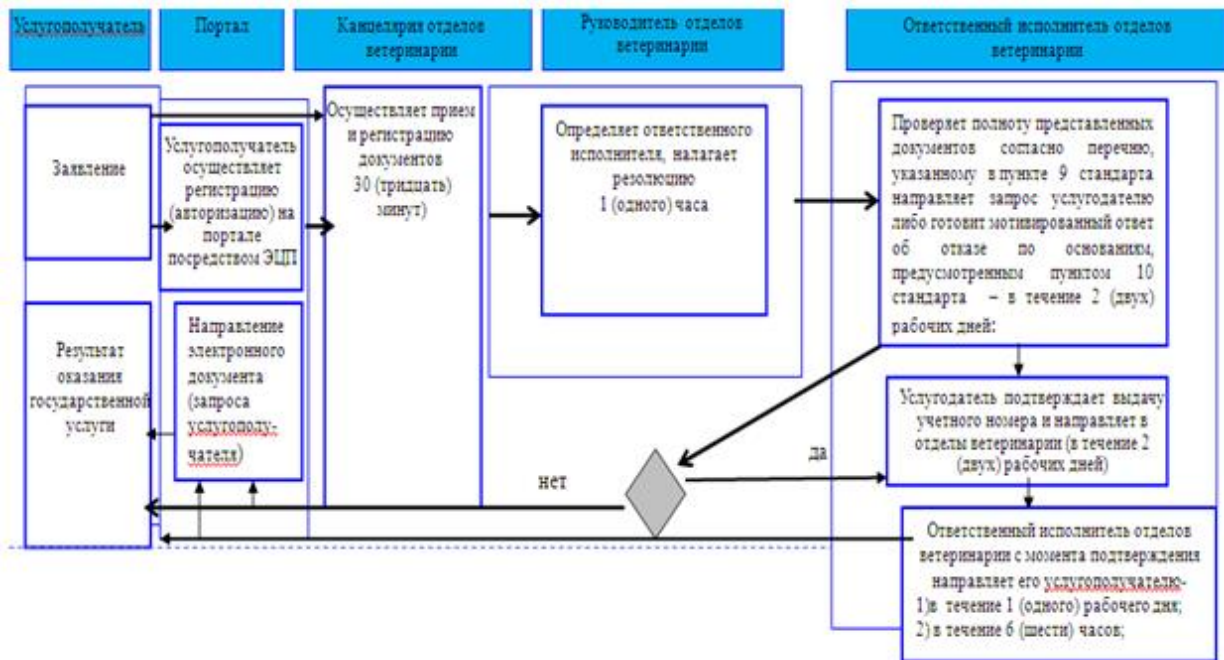 Услугополучатель
Портал
Канцелярия отделов
ветеринарии
Руководитель отделов
ветеринарии
Ответственный исполнитель отделов
ветеринарии
Заявление
Услугополучатель
осуществляет
регистрацию
(авторизацию) на
портале
посредством ЭЦП
Осуществляет прием
и регистрацию
документов
30 (тридцать)
минут)
Определяет ответственного
исполнителя, налагает
резолюцию
1 (одного) часа
Проверяет полноту представленных
документов согласно перечню,
указанному в пункте 9 стандарта
направляет запрос услугодателю
либо готовит мотивированный ответ
об отказе по основаниям,
предусмотренным пунктом 10
стандарта – в течение 2 (двух)
рабочих дней:
Результат
оказания
государственной
услуги
Направление
электронного
документа
(запроса
услугополу-
чателя)
Услугодатель подтверждает выдачу
учетного номера и направляет в
отделы ветеринарии (в течение 2
(двух) рабочих дней)
да
нет
Ответственный исполнитель отделов
ветеринарии с момента подтверждения
направляет его услугополучателю-
1)в течение 1 (одного) рабочего дня;
2) в течение 6 (шести) часов;